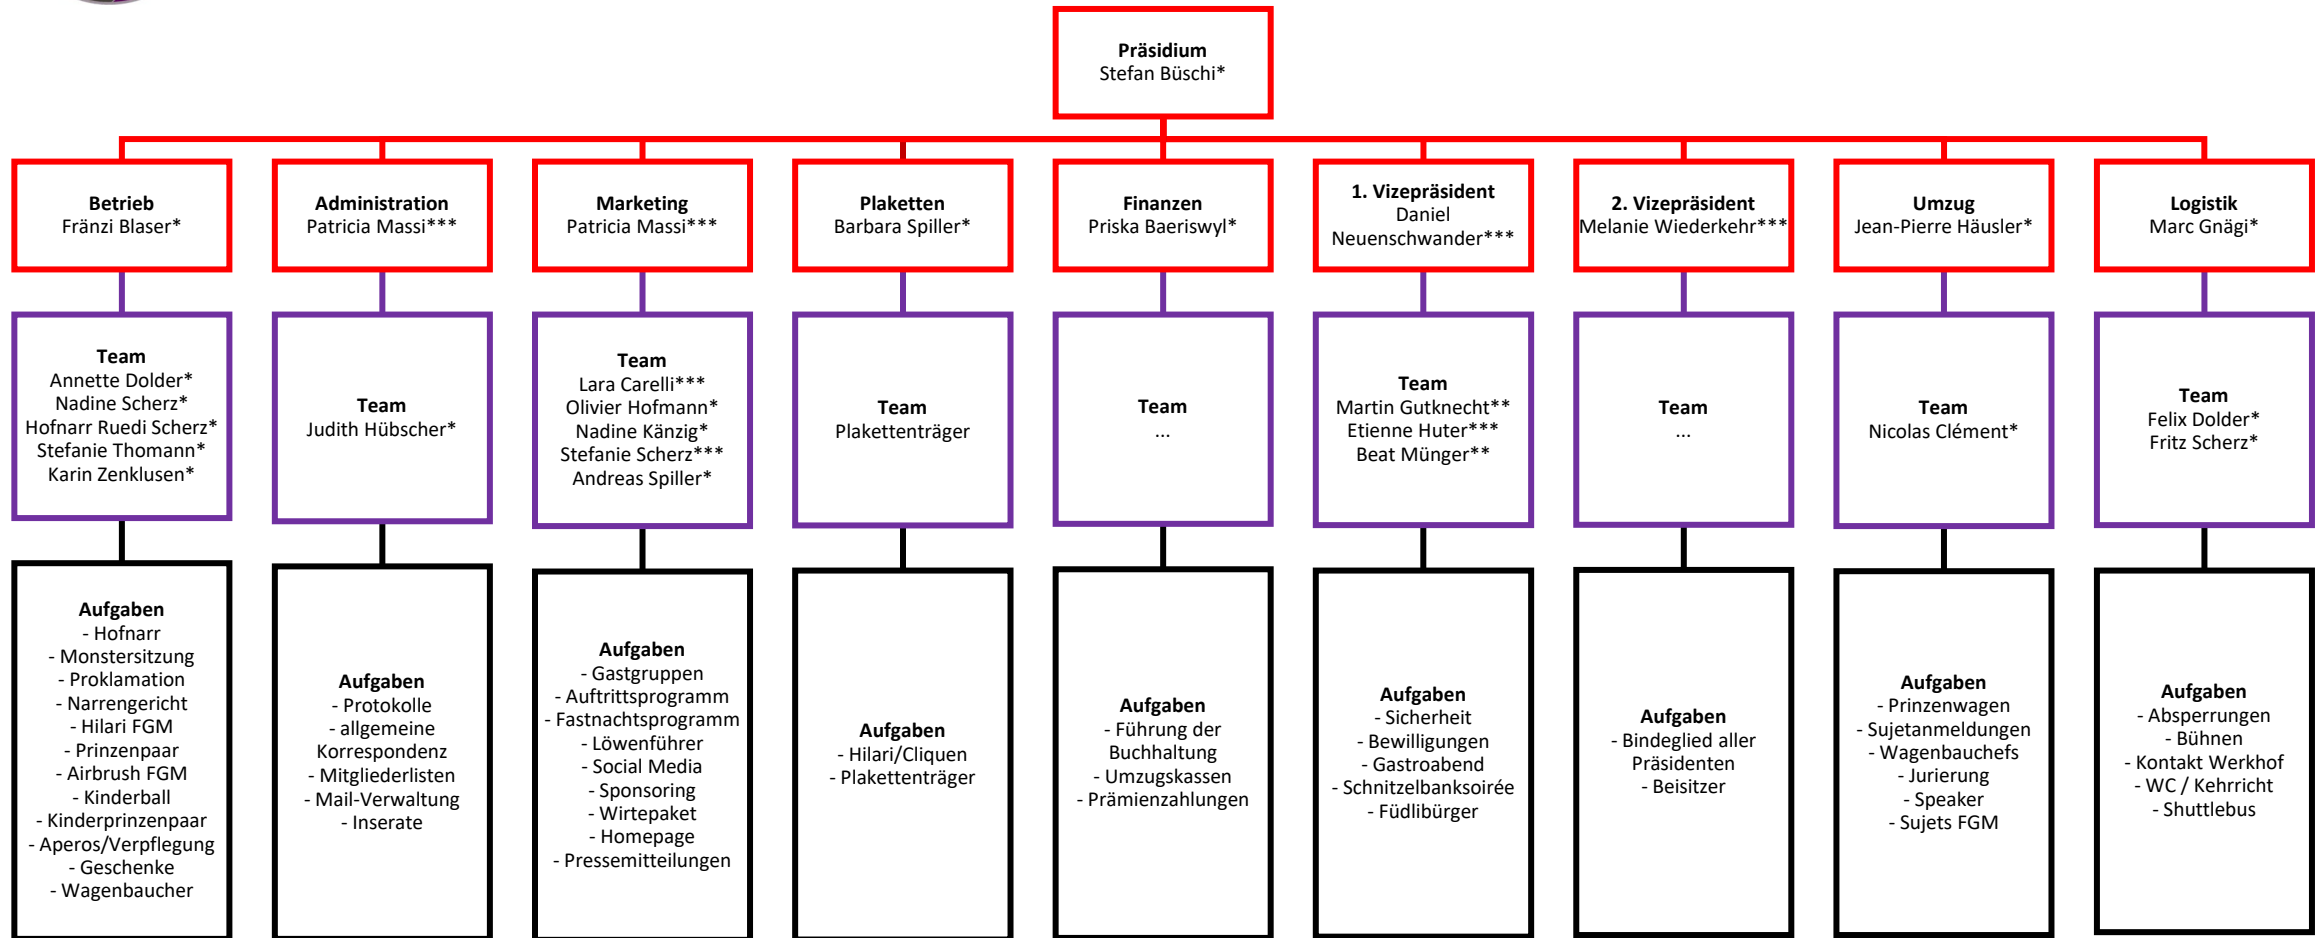 Präsidium
Stefan Büschi*
Betrieb
Fränzi Blaser*
Administration
Patricia Massi***
Marketing
Patricia Massi***
Plaketten
Barbara Spiller*
Finanzen
Priska Baeriswyl*
1. Vizepräsident
Daniel
Neuenschwander***
2. Vizepräsident
Melanie Wiederkehr***
Umzug
Jean-Pierre Häusler*
Logistik
Marc Gnägi*
Team
Annette Dolder*
Nadine Scherz*
Hofnarr Ruedi Scherz*
Stefanie Thomann*
Karin Zenklusen*
Team
Judith Hübscher*
Team
Lara Carelli***
Olivier Hofmann*
Nadine Känzig*
Stefanie Scherz***
Andreas Spiller*
Team
Plakettenträger
Team
...
Team
Martin Gutknecht**
Etienne Huter***
Beat Münger**
Team
...
Team
Nicolas Clément*
Team
Felix Dolder*
Fritz Scherz*
Aufgaben
- Hofnarr
- Monstersitzung
- Proklamation
- Narrengericht
- Hilari FGM
- Prinzenpaar
- Airbrush FGM
- Kinderball
- Kinderprinzenpaar
- Aperos/Verpflegung
- Geschenke
- Wagenbaucher
Aufgaben
- Protokolle
- allgemeine
Korrespondenz
- Mitgliederlisten
- Mail-Verwaltung
- Inserate
Aufgaben
- Gastgruppen
- Auftrittsprogramm
- Fastnachtsprogramm
- Löwenführer
- Social Media
- Sponsoring
- Wirtepaket
- Homepage
- Pressemitteilungen
Aufgaben
- Hilari/Cliquen
- Plakettenträger
Aufgaben
- Führung der
Buchhaltung
- Umzugskassen
- Prämienzahlungen
Aufgaben
- Sicherheit
- Bewilligungen
- Gastroabend
- Schnitzelbanksoirée
- Füdlibürger
Aufgaben
- Bindeglied aller
Präsidenten
- Beisitzer
Aufgaben
- Prinzenwagen
- Sujetanmeldungen
- Wagenbauchefs
- Jurierung
- Speaker
- Sujets FGM
Aufgaben
- Absperrungen
- Bühnen
- Kontakt Werkhof
- WC / Kehrricht
- Shuttlebus